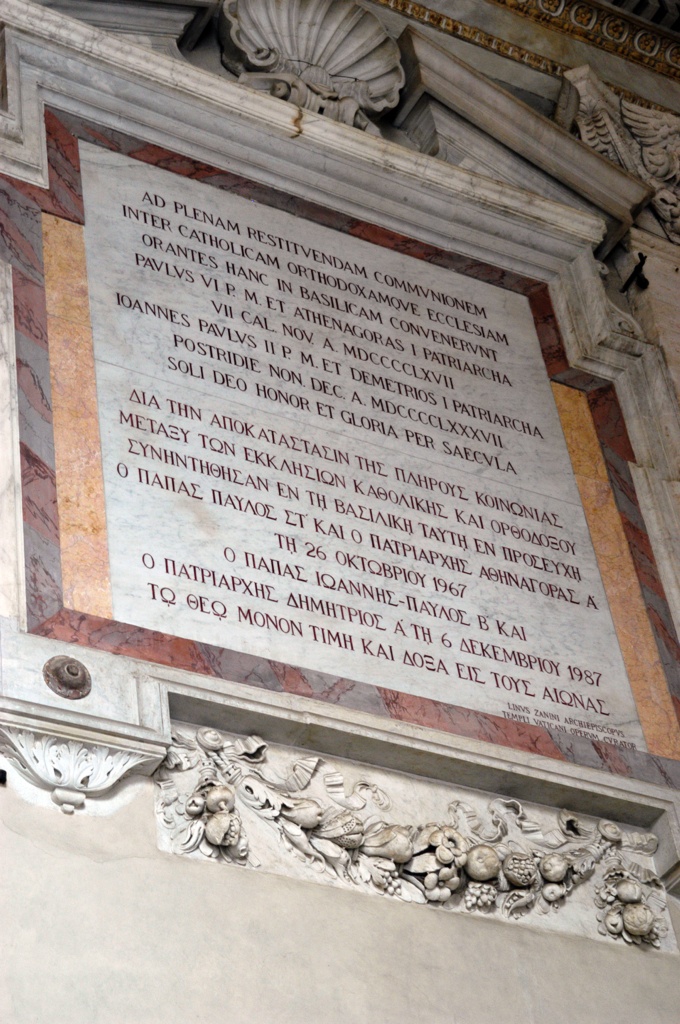 AD PLENAM RESTITVENDAM COMMVNIONEM
INTER CATHOLICAM ORTHODOXAMQVE ECCLESIAM
ORANTES HANC IN BASILICAM CONVENERVNT
PAVLVS VI P. M. ET ATHENAGORAS I PATRIARCHA
VII CAL. NOV. A. MDCCCCLXVII
IOANNES PAVLVS II P. M. ET DEMETRIOS I PATRIARCHA
POSTRIDIE NON. DEC. A. MDCCCCLXXXVII
SOLI DEO HONOR ET GLORIA PER SAECVLA
ΔΙΑ ΤΗΝ ΑΠΟΚΑΤΑΣΤΑΣΙΝ ΤΗΣ ΠΛΗΡΟΥΣ ΚΟΙΝΩΝΙΑΣ
ΜΕΤΑΞΥ ΤΩΝ ΕΚΚΛΗΣΙΩΝ ΚΑΘΟΛΙΚΗΣ ΚΑΙ ΟΡΘΟΔΟΞΟΥ
ΣΥΝΗΝΤΗΘΗΣΑΝ ΕΝ ΤΗ ΒΑΣΙΛΙΚΗ ΤΑΥΤΗ ΕΝ ΠΡΟΣΕΥΧΗ
Ο ΠΑΠΑΣ ΠΑΥΛΟΣ ΣΤ΄ ΚΑΙ Ο ΠΑΤΡΙΑΡΧΗΣ ΑΘΗΝΑΓΟΡΑΣ Α΄
ΤΗ 26 ΟΚΤΩΒΡΙΟΥ 1967
Ο ΠΑΠΑΣ ΙΩΑΝΝΗΣ-ΠΑΥΛΟΣ Β΄ ΚΑΙ
Ο ΠΑΤΡΙΑΡΧΗΣ ΔΗΜΗΤΡΙΟΣ Α΄ ΤΗ 6 ΔΕΚΕΜΒΡΙΟΥ 1987
ΤΩ ΘΕΩ ΜΟΝΟΝ ΤΙΜΗ ΚΑΙ ΔΟΞΑ ΕΙΣ ΤΟΥΣ ΑΙΩΝΑΣ
LINVS ZANINI ARCHIEPISCOPVS
TEMPLI VATICANI OPERVM CVRATOR